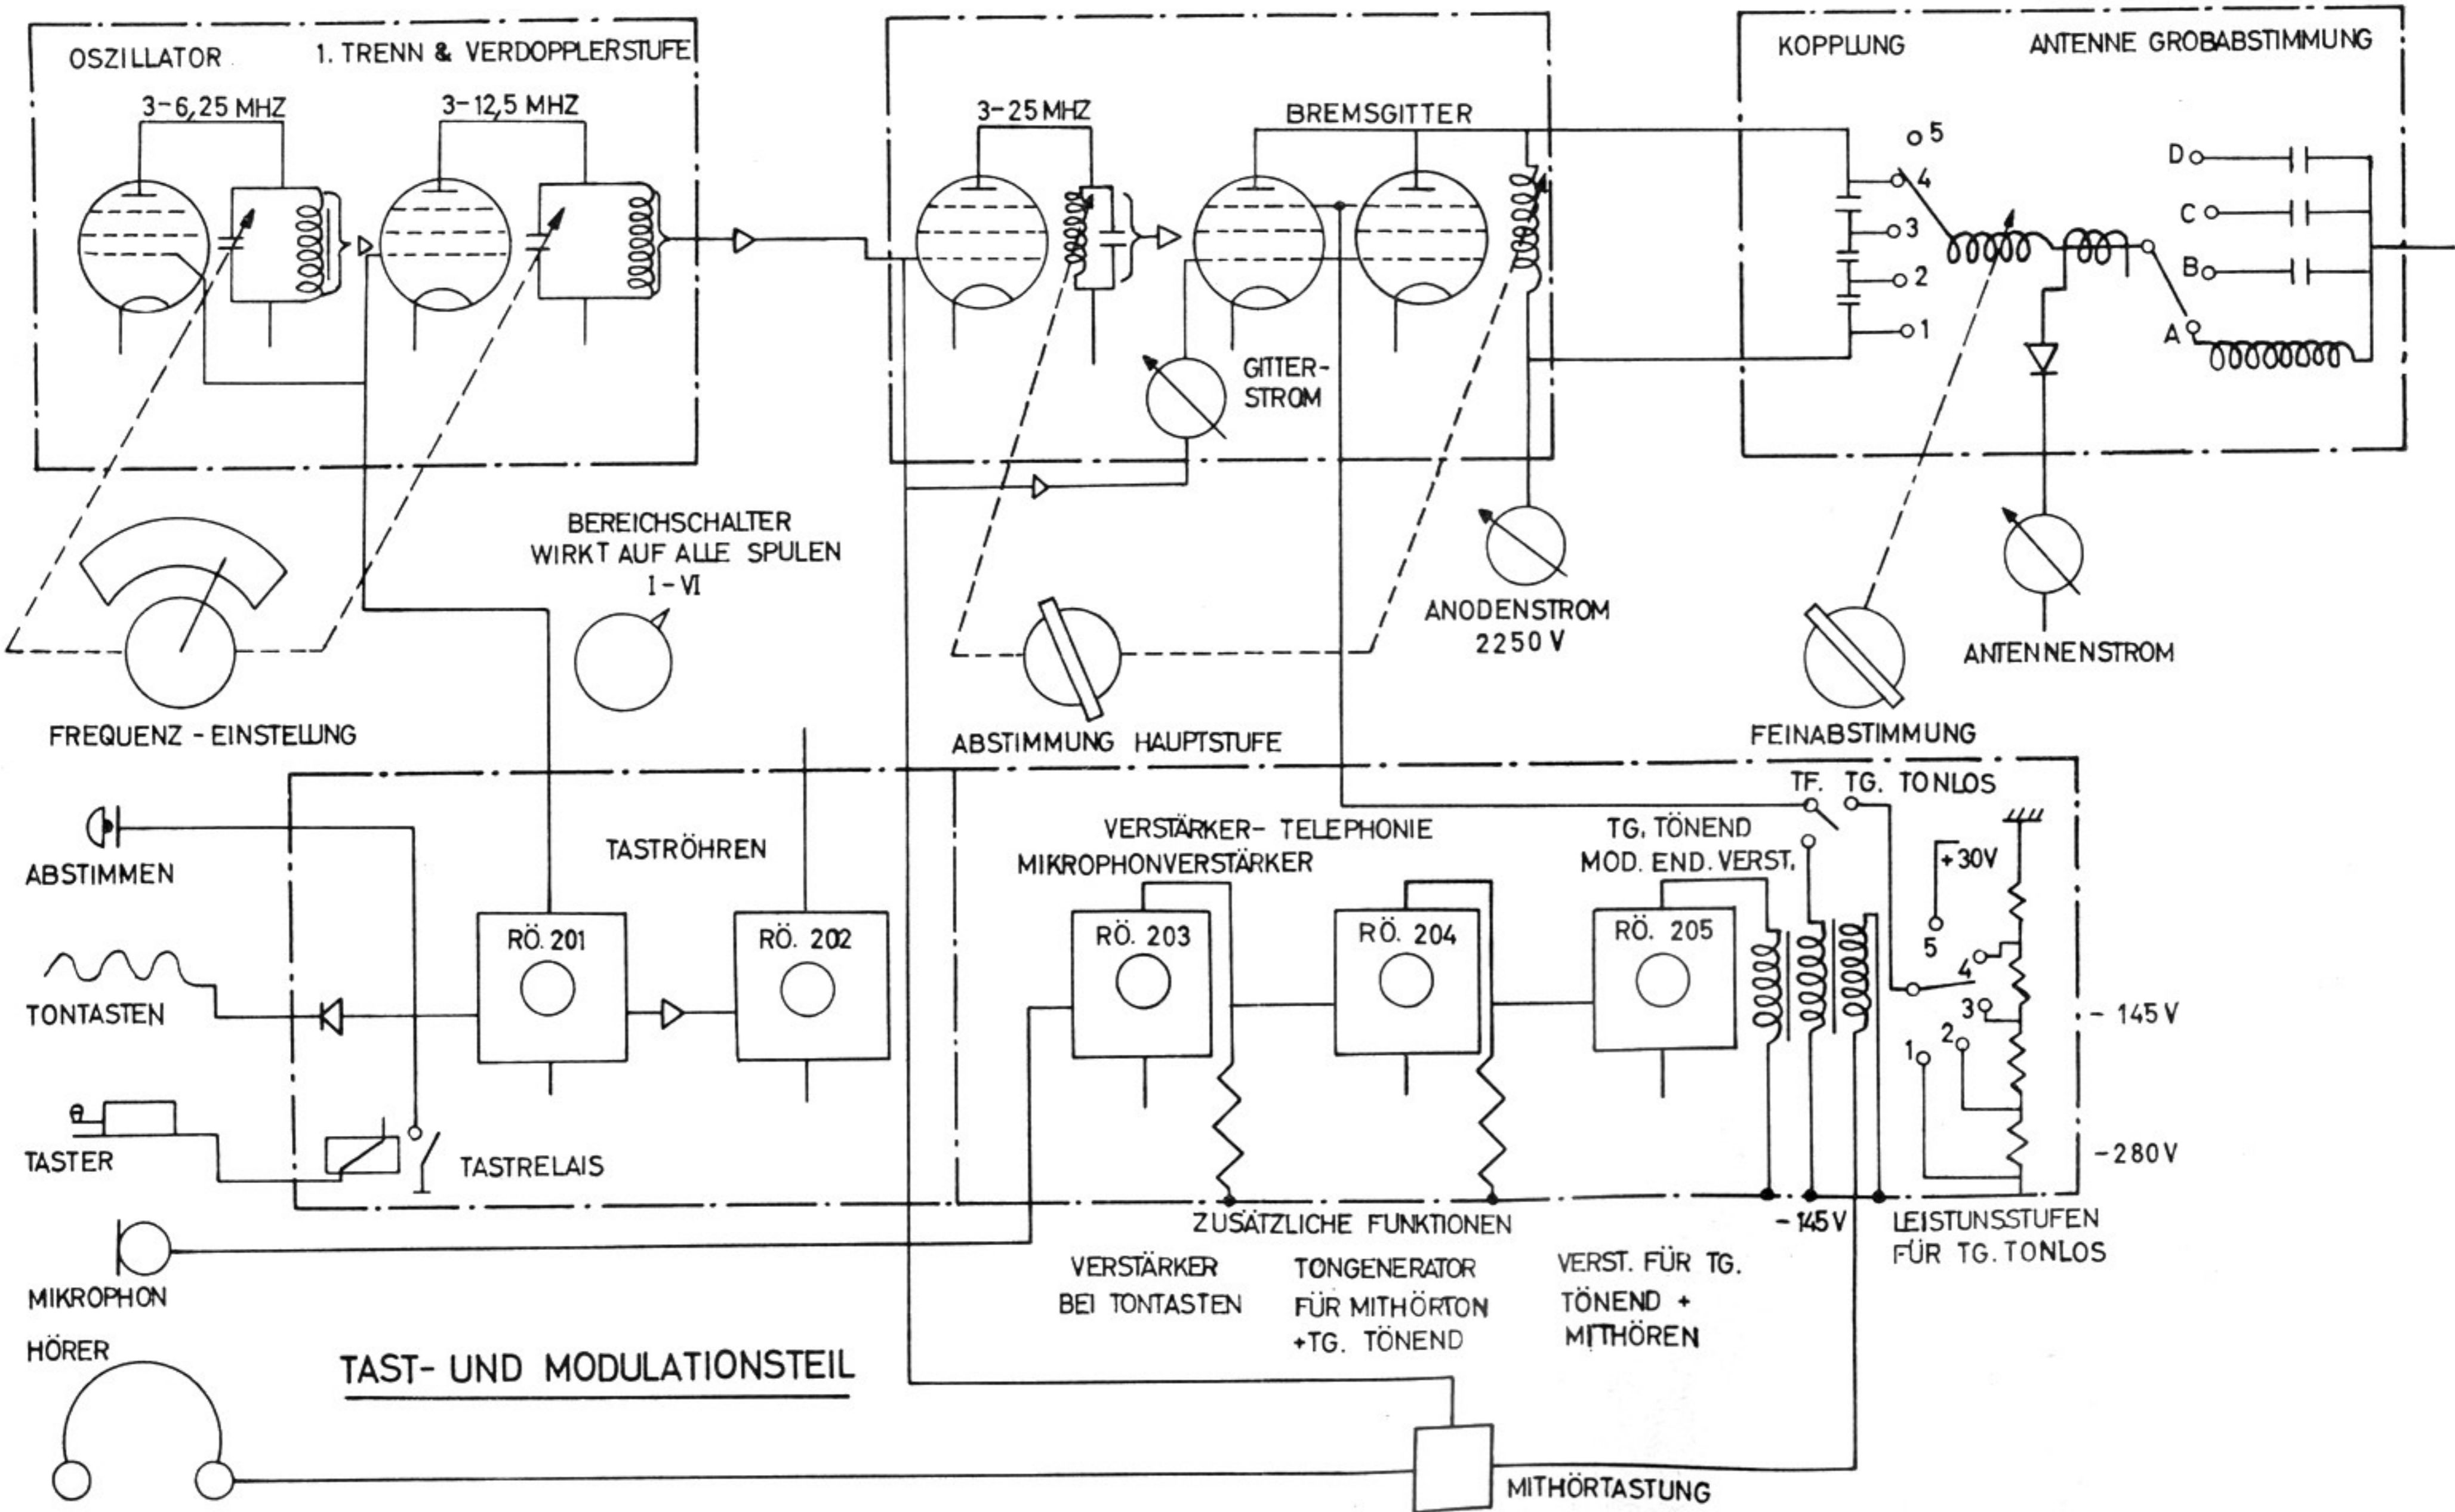 OSZILLATOR
1. TRENN & VERDOPPLERSTUFE
3-6,25 MHZ
3-12,5 MHZ
3-25 MHZ
BREMSGITTER
KOPPLUNG
ANTENNE GROBABSTIMMUNG
5
4
3
2
1
D
C
B
A
GITTER-
STROM
BEREICHSCHALTER
WIRKT AUF ALLE SPULEN
I-VI
ANODENSTROM
2250 V
ANTENNENSTROM
FREQUENZ - EINSTELLUNG
ABSTIMMUNG HAUPTSTUFE
FEINABSTIMMUNG
TF. TG. TONLOS
ABSTIMMEN
TASTRÖHREN
VERSTÄRKER- TELEPHONIE
MIKROPHONVERSTÄRKER
TG. TÖNEND
MOD. END. VERST.
+30V
RÖ. 201
RÖ. 202
RÖ. 203
RÖ. 204
RÖ. 205
5
4
3
2
1
TONTASTEN
- 145 V
TASTER
TASTRELAIS
-280V
ZUSÄTZLICHE FUNKTIONEN
- 145 V
LEISTUNSSTUFEN
FÜR TG. TONLOS
MIKROPHON
VERSTÄRKER
BEI TONTASTEN
TONGENERATOR
FÜR MITHÖRTON
+TG. TÖNEND
VERST. FÜR TG.
TÖNEND +
MITHÖREN
HÖRER
TAST- UND MODULATIONSTEIL
MITHÖRTASTUNG